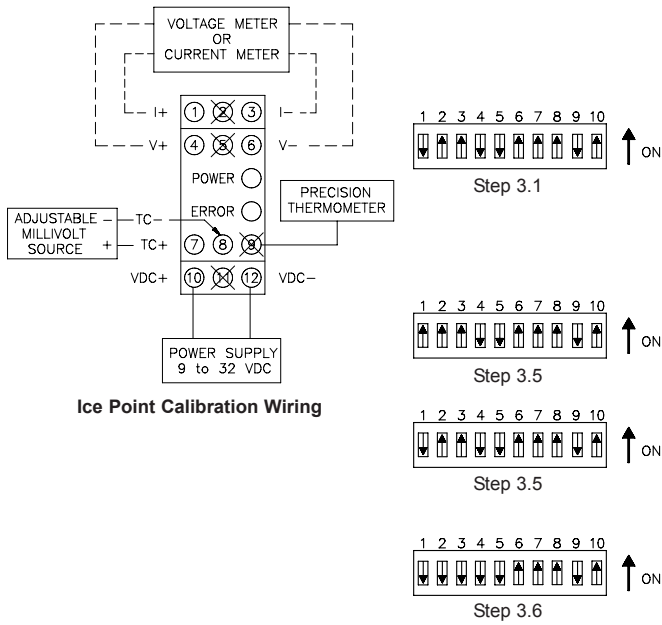 VOLTAGE METER
OR
CURRENT METER
I+ 1 2 3 I-
V+ 4 5 6 V-
POWER
ERROR
PRECISION
THERMOMETER
ADJUSTABLE
MILLIVOLT
SOURCE
- TC-
+ TC+ 7 8 9
VDC+ 10 11 12 VDC-
POWER SUPPLY
9 to 32 VDC
Ice Point Calibration Wiring
1 2 3 4 5 6 7 8 9 10
ON
Step 3.1
1 2 3 4 5 6 7 8 9 10
ON
Step 3.5
1 2 3 4 5 6 7 8 9 10
ON
Step 3.5
1 2 3 4 5 6 7 8 9 10
ON
Step 3.6